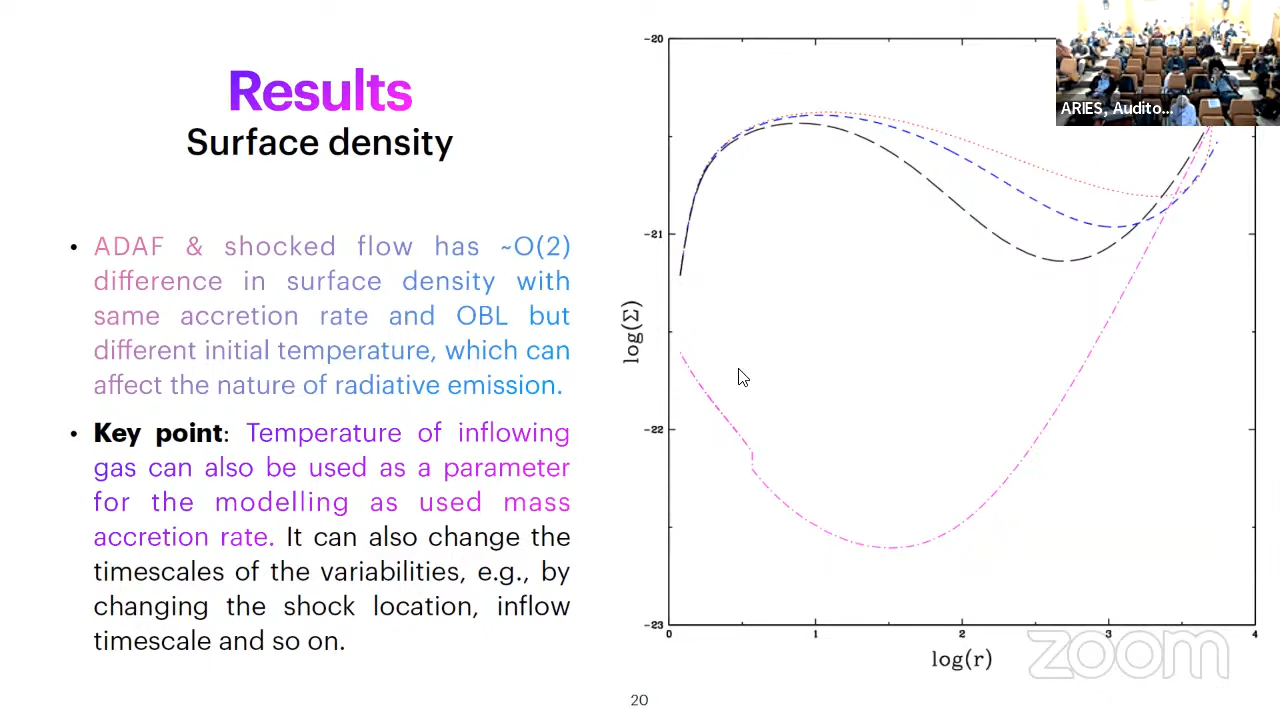 Results
Surface density
• ADAF & shocked flow has ~O(2)
difference in surface density with
same accretion rate and OBL but
different initial temperature, which can
affect the nature of radiative emission.
• Key point: Temperature of inflowing
gas can also be used as a parameter
for the modelling as used mass
accretion rate. It can also change the
timescales of the variabilities, e.g., by
changing the shock location, inflow
timescale and so on.
-20
-21
-22
-23
log(Σ)
0 1 2 3 4
log(r)
ARIES, Audito...
zoom
20